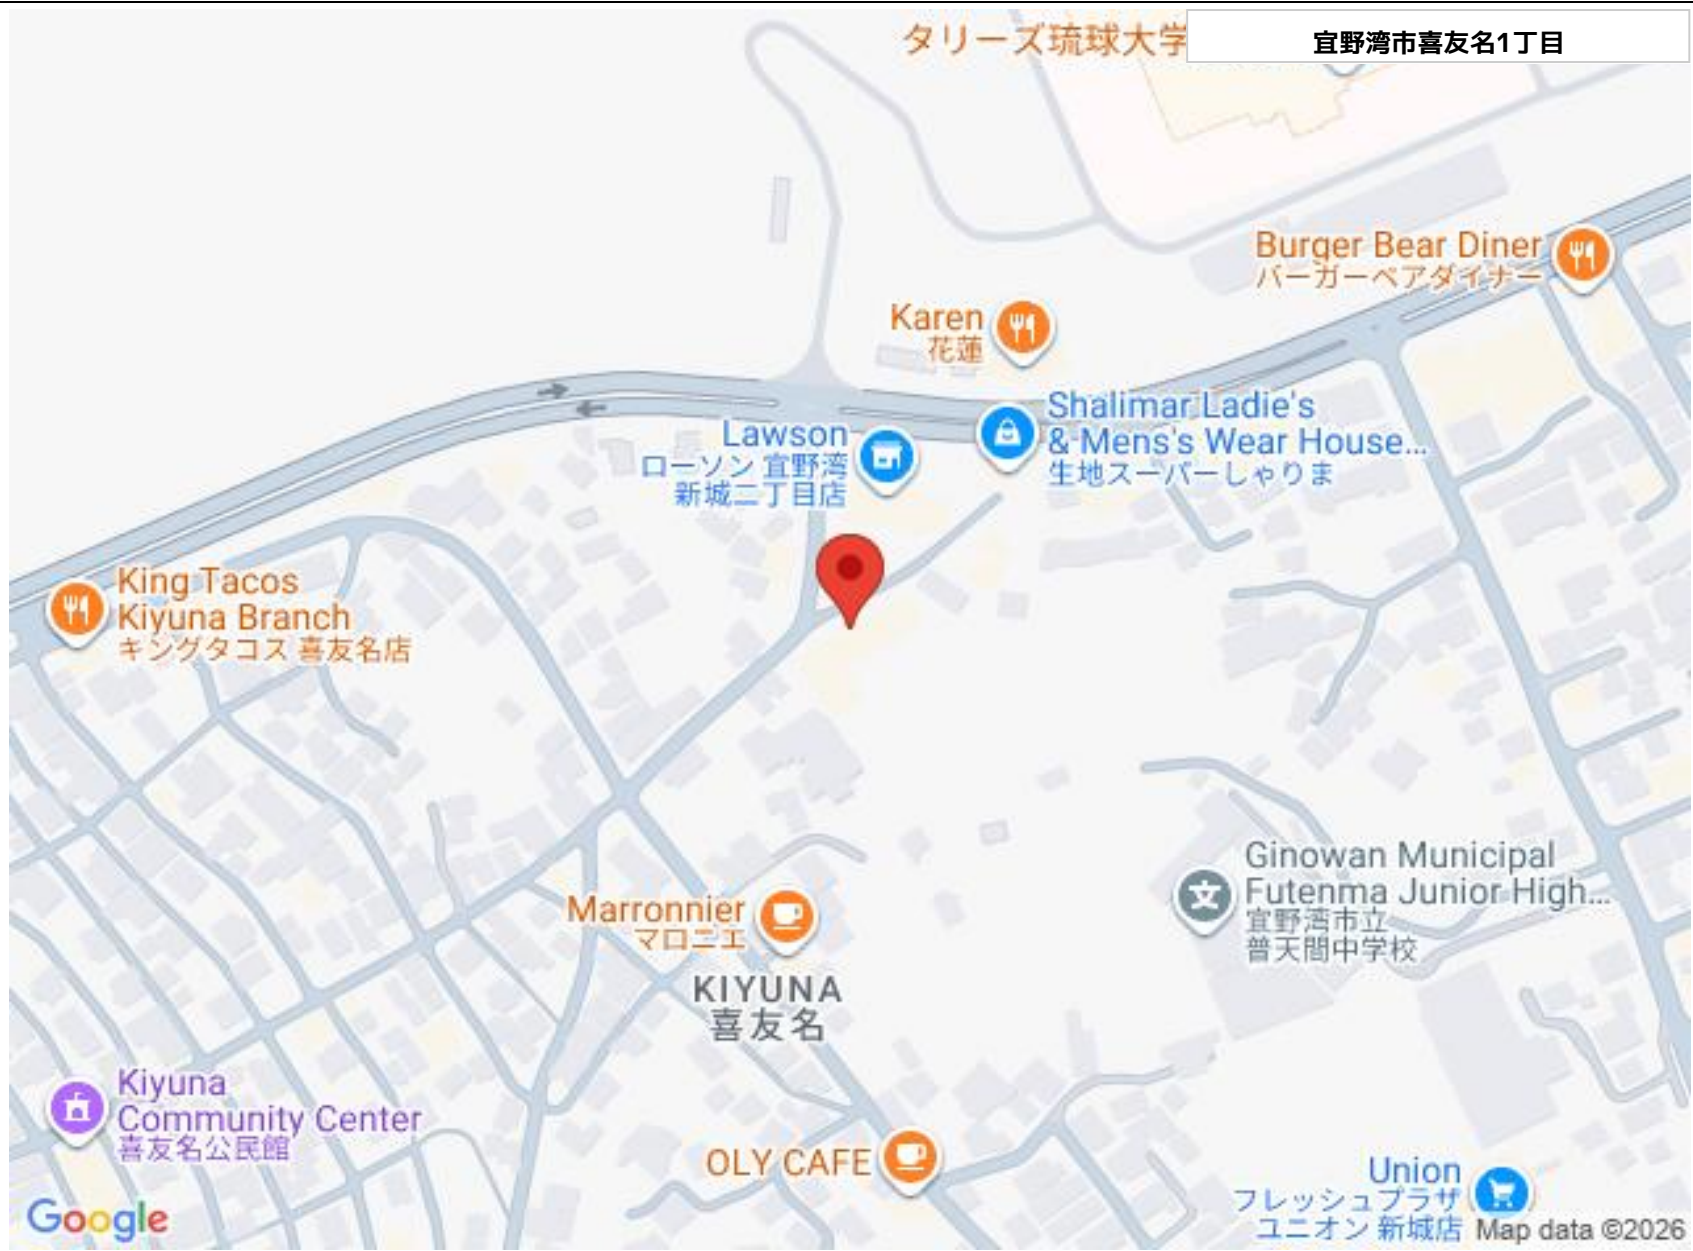 タリーズ琉球大学
宜野湾市喜友名1丁目
Burger Bear Diner
バーガーベアダイナー
Karen
花蓮
Shalimar Ladie's
& Mens's Wear House...
生地スーパーしゃりま
Lawson
ローソン 宜野湾
新城二丁目店
King Tacos
Kiyuna Branch
キングタコス 喜友名店
Ginowan Municipal
Futenma Junior High...
宜野湾市立
普天間中学校
文
Marronnier
マロニエ
KIYUNA
喜友名
Kiyuna
Community Center
喜友名公民館
OLY CAFE
Union
フレッシュプラザ
ユニオン 新城店
Google
Map data ©2026